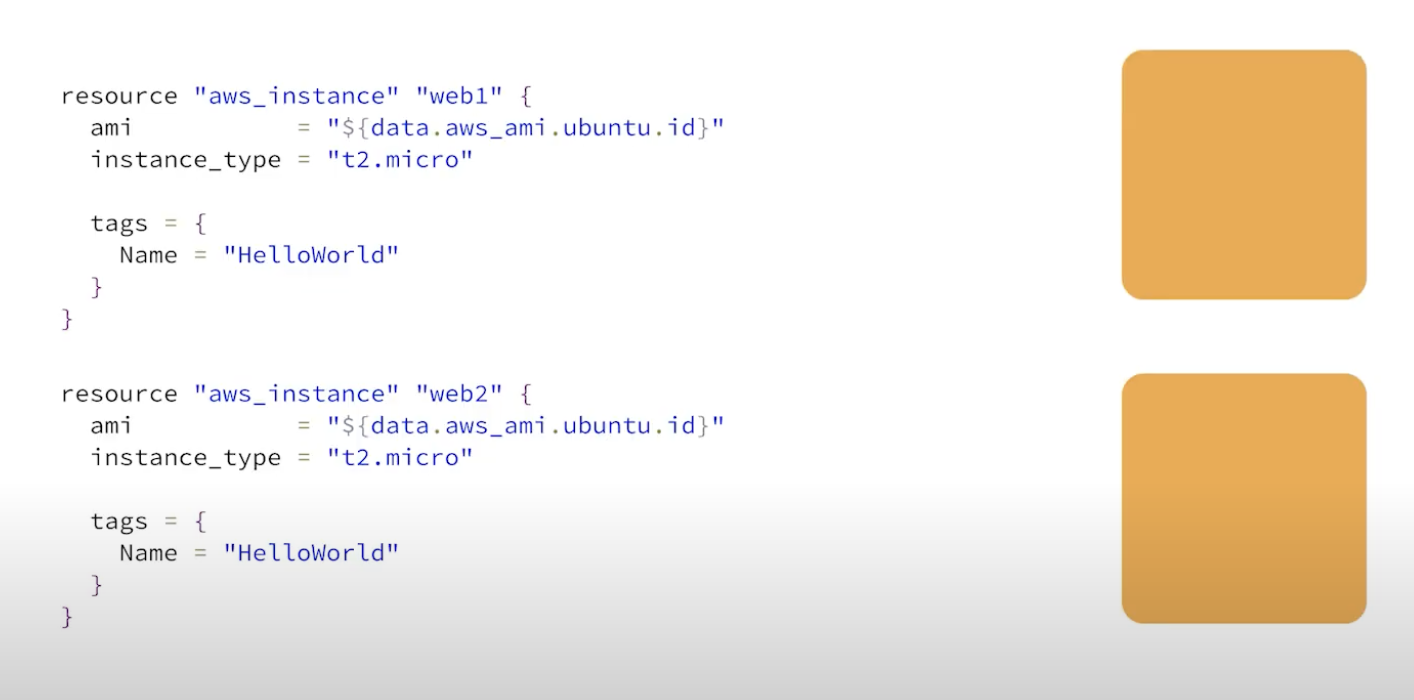 resource "aws_instance" "web1" {
  ami           = "${data.aws_ami.ubuntu.id}"
  instance_type = "t2.micro"

  tags = {
    Name = "HelloWorld"
  }
}

resource "aws_instance" "web2" {
  ami           = "${data.aws_ami.ubuntu.id}"
  instance_type = "t2.micro"

  tags = {
    Name = "HelloWorld"
  }
}